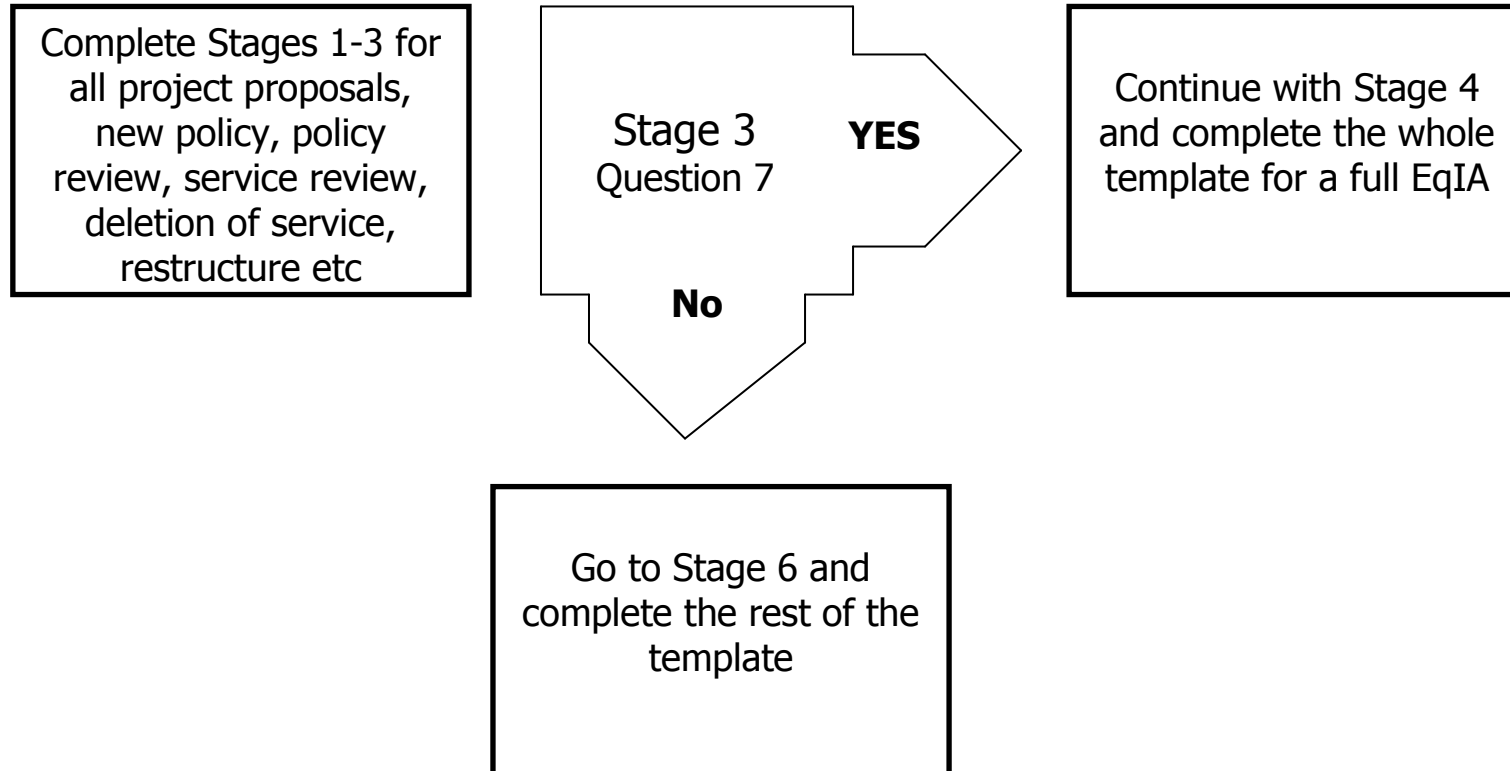 Complete Stages 1-3 for
all project proposals,
new policy, policy
review, service review,
deletion of service,
restructure etc
Stage 3
Question 7
YES
No
Continue with Stage 4
and complete the whole
template for a full EqIA
Go to Stage 6 and
complete the rest of the
template